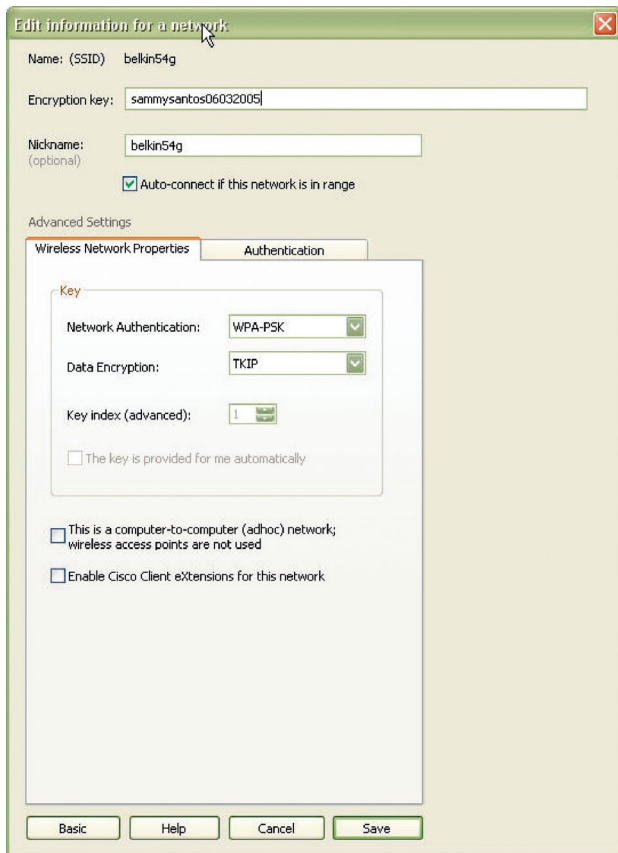 Edit information for a network
Name: (SSID) belkin54g
Encryption key: sammysantos06032005
Nickname: belkin54g
(optional)
Auto-connect if this network is in range
Advanced Settings
Wireless Network Properties Authentication
Key
Network Authentication: WPA-PSK
Data Encryption: TKIP
Key index (advanced): 1
The key is provided for me automatically
This is a computer-to-computer (adhoc) network;
wireless access points are not used
Enable Cisco Client eXtensions for this network
Basic Help Cancel Save